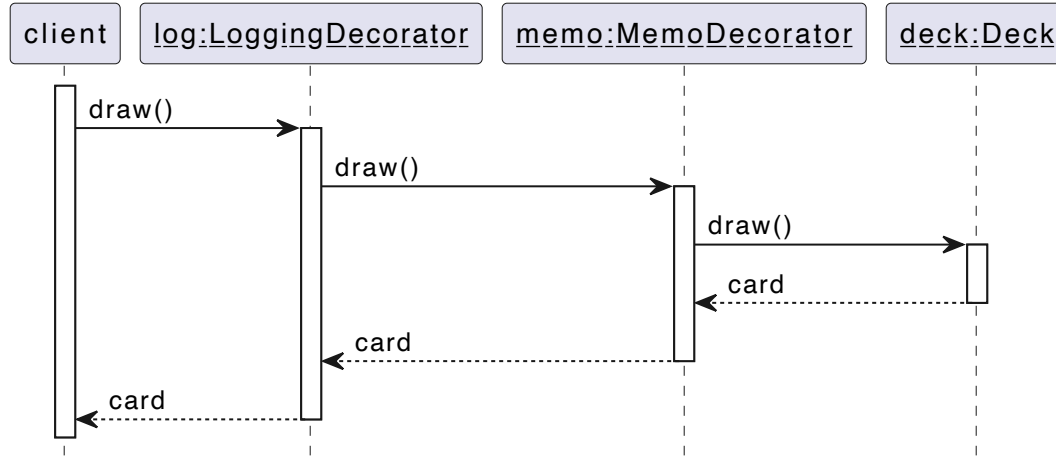 client log:LoggingDecorator memo:MemoDecorator deck:Deck
draw()
draw()
draw()
card
card
card